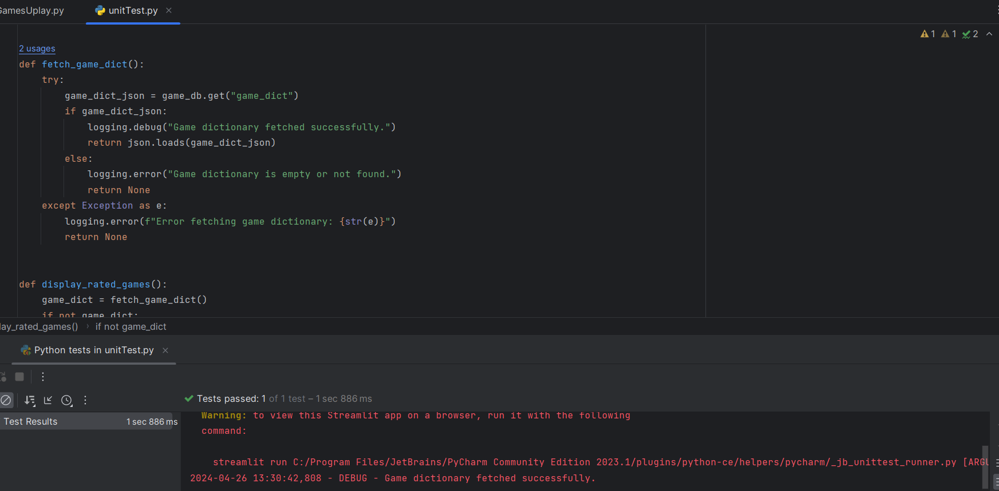 GamesUplay.py unitTest.py
1 1 2
2 usages
def fetch_game_dict():
try:
game_dict_json = game_db.get("game_dict")
if game_dict_json:
logging.debug("Game dictionary fetched successfully.")
return json.loads(game_dict_json)
else:
logging.error("Game dictionary is empty or not found.")
return None
except Exception as e:
logging.error(f"Error fetching game dictionary: {str(e)}")
return None
def display_rated_games():
game_dict = fetch_game_dict()
if not game_dict:
lay_rated_games() › if not game_dict
Python tests in unitTest.py
Tests passed: 1 of 1 test – 1 sec 886 ms
Test Results 1 sec 886 ms
Warning: to view this Streamlit app on a browser, run it with the following
command:
streamlit run C:/Program Files/JetBrains/PyCharm Community Edition 2023.1/plugins/python-ce/helpers/pycharm/_jb_unittest_runner.py [ARGU
2024-04-26 13:30:42,808 - DEBUG - Game dictionary fetched successfully.